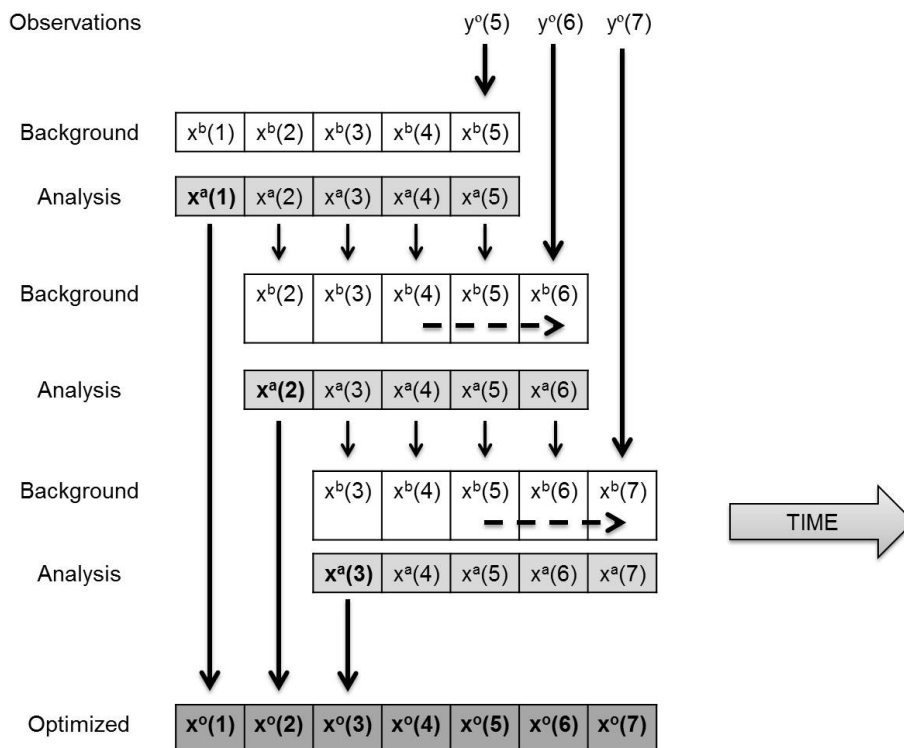 Observations yᵒ(5) yᵒ(6) yᵒ(7)
Background xᵇ(1) xᵇ(2) xᵇ(3) xᵇ(4) xᵇ(5)
Analysis xᵃ(1) xᵃ(2) xᵃ(3) xᵃ(4) xᵃ(5)
Background xᵇ(2) xᵇ(3) xᵇ(4) xᵇ(5) xᵇ(6)
Analysis xᵃ(2) xᵃ(3) xᵃ(4) xᵃ(5) xᵃ(6)
Background xᵇ(3) xᵇ(4) xᵇ(5) xᵇ(6) xᵇ(7)
TIME
Analysis xᵃ(3) xᵃ(4) xᵃ(5) xᵃ(6) xᵃ(7)
Optimized xᵒ(1) xᵒ(2) xᵒ(3) xᵒ(4) xᵒ(5) xᵒ(6) xᵒ(7)